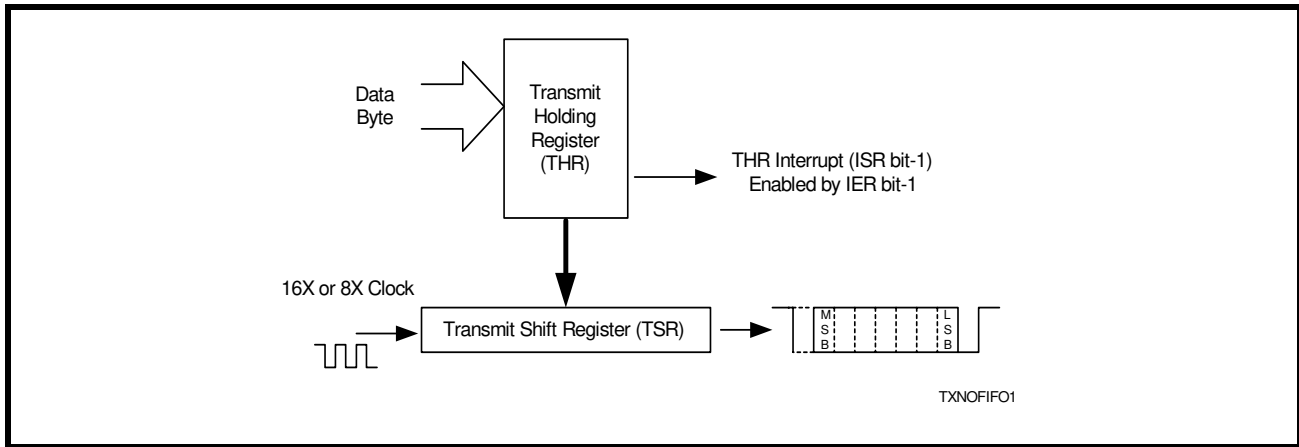 Data
Byte
Transmit
Holding
Register
(THR)
THR Interrupt (ISR bit-1)
Enabled by IER bit-1
16X or 8X Clock
Transmit Shift Register (TSR)
M
S
B
L
S
B
TXNOFIFO1